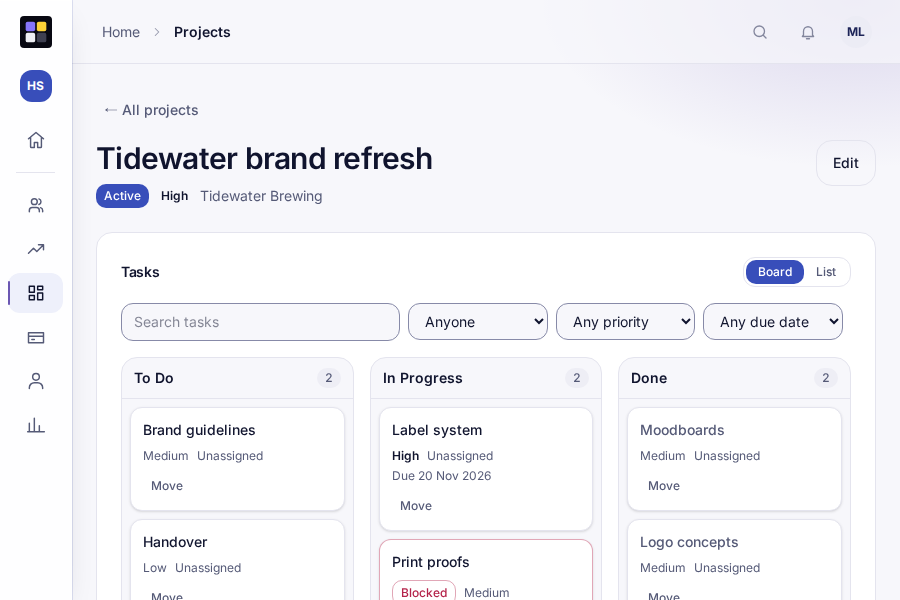 Home
Projects
ML
HS
← All projects
Tidewater brand refresh
Edit
Active High Tidewater Brewing
Tasks
Board List
Search tasks
Anyone
Any priority
Any due date
To Do 2
Brand guidelines
Medium Unassigned
Move
Handover
Low Unassigned
Move
In Progress 2
Label system
High Unassigned
Due 20 Nov 2026
Move
Print proofs
Blocked Medium
Done 2
Moodboards
Medium Unassigned
Move
Logo concepts
Medium Unassigned
Move